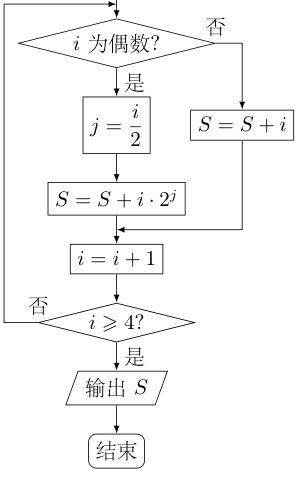 i 为偶数?
否
是
j = i/2
S = S + i
S = S + i · 2^j
i = i + 1
i ⩾ 4?
否
是
输出 S
结束